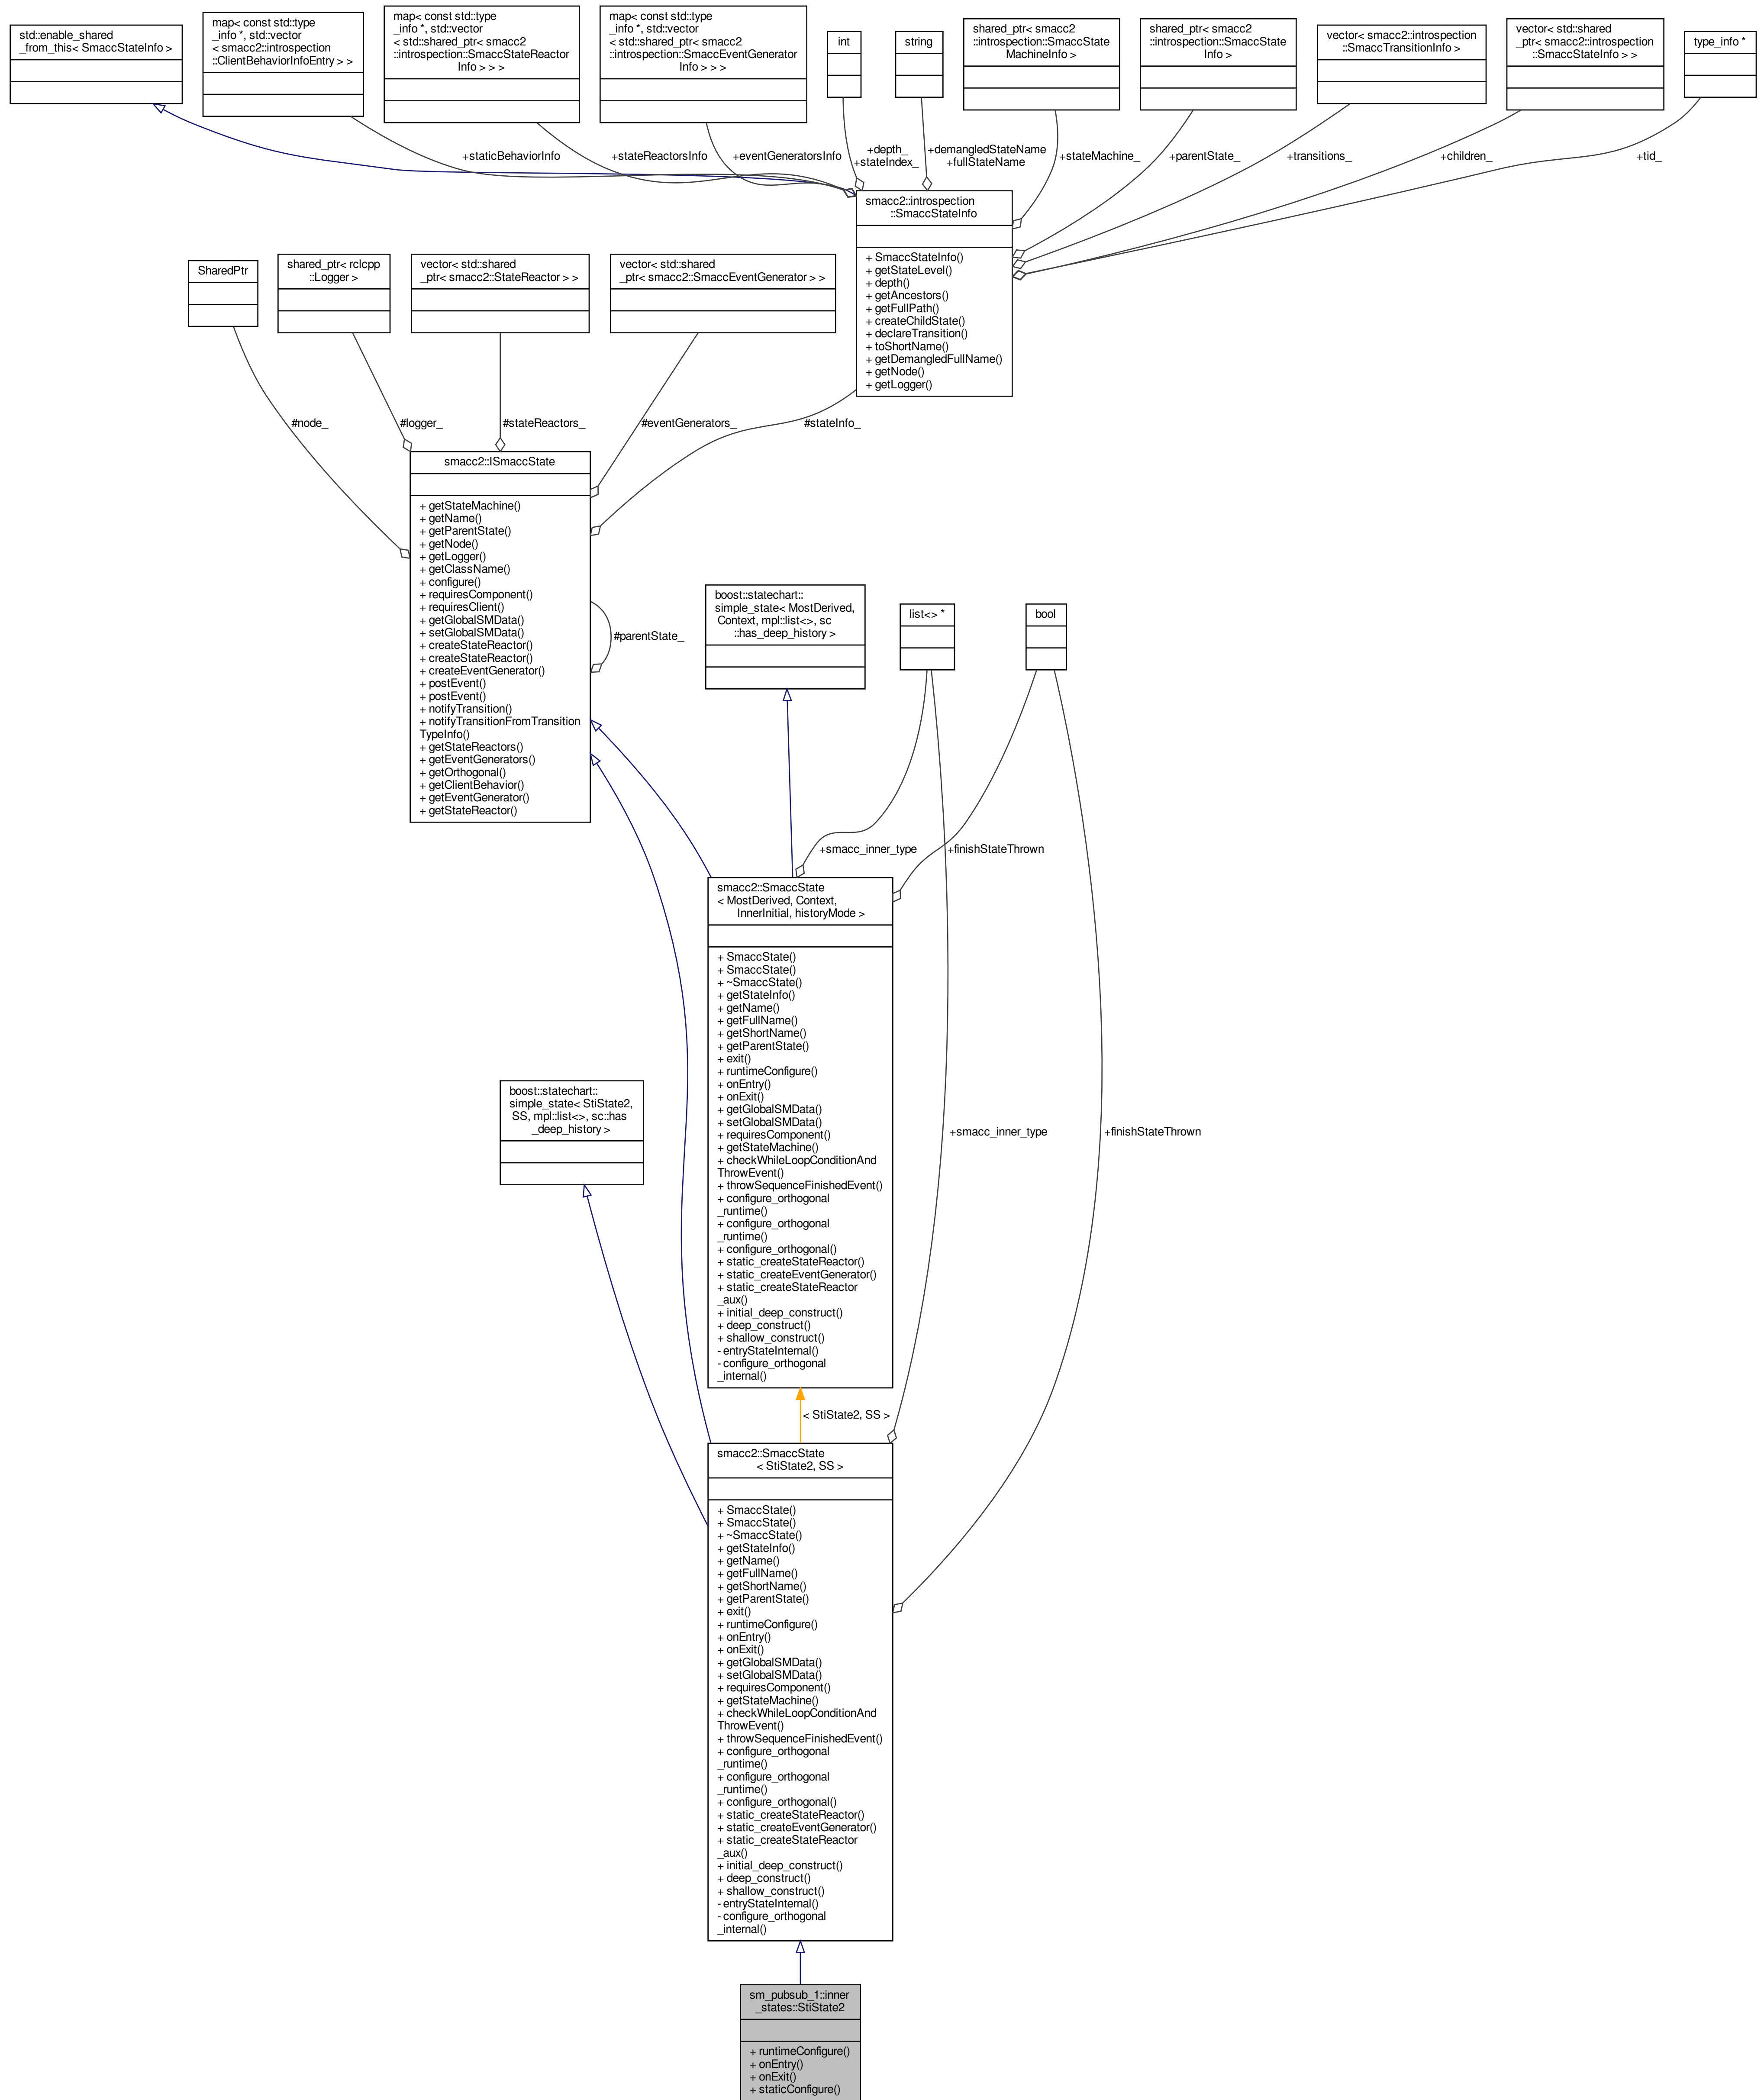 std::enable_shared
_from_this< SmaccStateInfo >
map< const std::type
_info *, std::vector
< smacc2::introspection
::ClientBehaviorInfoEntry > >
map< const std::type
_info *, std::vector
< std::shared_ptr< smacc2
::introspection::SmaccStateReactor
Info > > >
map< const std::type
_info *, std::vector
< std::shared_ptr< smacc2
::introspection::SmaccEventGenerator
Info > > >
int
string
shared_ptr< smacc2
::introspection::SmaccState
MachineInfo >
shared_ptr< smacc2
::introspection::SmaccState
Info >
vector< smacc2::introspection
::SmaccTransitionInfo >
vector< std::shared
_ptr< smacc2::introspection
::SmaccStateInfo > >
type_info *
+staticBehaviorInfo
+stateReactorsInfo
+eventGeneratorsInfo
+depth_
+stateIndex_
+demangledStateName
+fullStateName
+stateMachine_
+parentState_
+transitions_
+children_
+tid_
smacc2::introspection
::SmaccStateInfo
+ SmaccStateInfo()
+ getStateLevel()
+ depth()
+ getAncestors()
+ getFullPath()
+ createChildState()
+ declareTransition()
+ toShortName()
+ getDemangledFullName()
+ getNode()
+ getLogger()
SharedPtr
shared_ptr< rclcpp
::Logger >
vector< std::shared
_ptr< smacc2::StateReactor > >
vector< std::shared
_ptr< smacc2::SmaccEventGenerator > >
#node_
#logger_
#stateReactors_
#eventGenerators_
#stateInfo_
smacc2::ISmaccState
+ getStateMachine()
+ getName()
+ getParentState()
+ getNode()
+ getLogger()
+ getClassName()
+ configure()
+ requiresComponent()
+ requiresClient()
+ getGlobalSMData()
+ setGlobalSMData()
+ createStateReactor()
+ createStateReactor()
+ createEventGenerator()
+ postEvent()
+ postEvent()
+ notifyTransition()
+ notifyTransitionFromTransition
TypeInfo()
+ getStateReactors()
+ getEventGenerators()
+ getOrthogonal()
+ getClientBehavior()
+ getEventGenerator()
+ getStateReactor()
#parentState_
boost::statechart::
simple_state< MostDerived,
Context, mpl::list<>, sc
::has_deep_history >
list<> *
bool
+smacc_inner_type
+finishStateThrown
smacc2::SmaccState
< MostDerived, Context,
InnerInitial, historyMode >
+ SmaccState()
+ SmaccState()
+ ~SmaccState()
+ getStateInfo()
+ getName()
+ getFullName()
+ getShortName()
+ getParentState()
+ exit()
+ runtimeConfigure()
+ onEntry()
+ onExit()
+ getGlobalSMData()
+ setGlobalSMData()
+ requiresComponent()
+ getStateMachine()
+ checkWhileLoopConditionAnd
ThrowEvent()
+ throwSequenceFinishedEvent()
+ configure_orthogonal
_runtime()
+ configure_orthogonal
_runtime()
+ configure_orthogonal()
+ static_createStateReactor()
+ static_createEventGenerator()
+ static_createStateReactor
_aux()
+ initial_deep_construct()
+ deep_construct()
+ shallow_construct()
- entryStateInternal()
- configure_orthogonal
_internal()
boost::statechart::
simple_state< StiState2,
SS, mpl::list<>, sc::has
_deep_history >
+smacc_inner_type
+finishStateThrown
< StiState2, SS >
smacc2::SmaccState
< StiState2, SS >
+ SmaccState()
+ SmaccState()
+ ~SmaccState()
+ getStateInfo()
+ getName()
+ getFullName()
+ getShortName()
+ getParentState()
+ exit()
+ runtimeConfigure()
+ onEntry()
+ onExit()
+ getGlobalSMData()
+ setGlobalSMData()
+ requiresComponent()
+ getStateMachine()
+ checkWhileLoopConditionAnd
ThrowEvent()
+ throwSequenceFinishedEvent()
+ configure_orthogonal
_runtime()
+ configure_orthogonal
_runtime()
+ configure_orthogonal()
+ static_createStateReactor()
+ static_createEventGenerator()
+ static_createStateReactor
_aux()
+ initial_deep_construct()
+ deep_construct()
+ shallow_construct()
- entryStateInternal()
- configure_orthogonal
_internal()
sm_pubsub_1::inner
_states::StiState2
+ runtimeConfigure()
+ onEntry()
+ onExit()
+ staticConfigure()